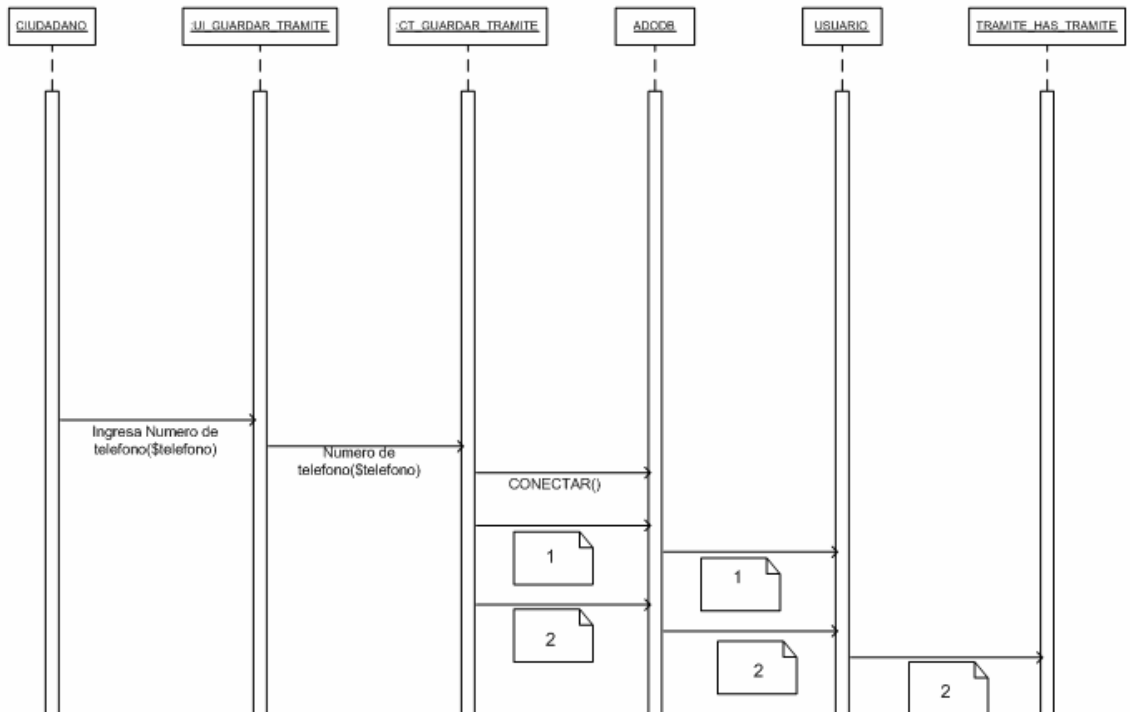 CIUDADANO
:UI_GUARDAR_TRAMITE
:CT_GUARDAR_TRAMITE
ADODB
USUARIO
TRAMITE_HAS_TRAMITE
Ingresa Numero de
telefono($telefono)
Numero de
telefono($telefono)
CONECTAR()
1
1
2
2
2